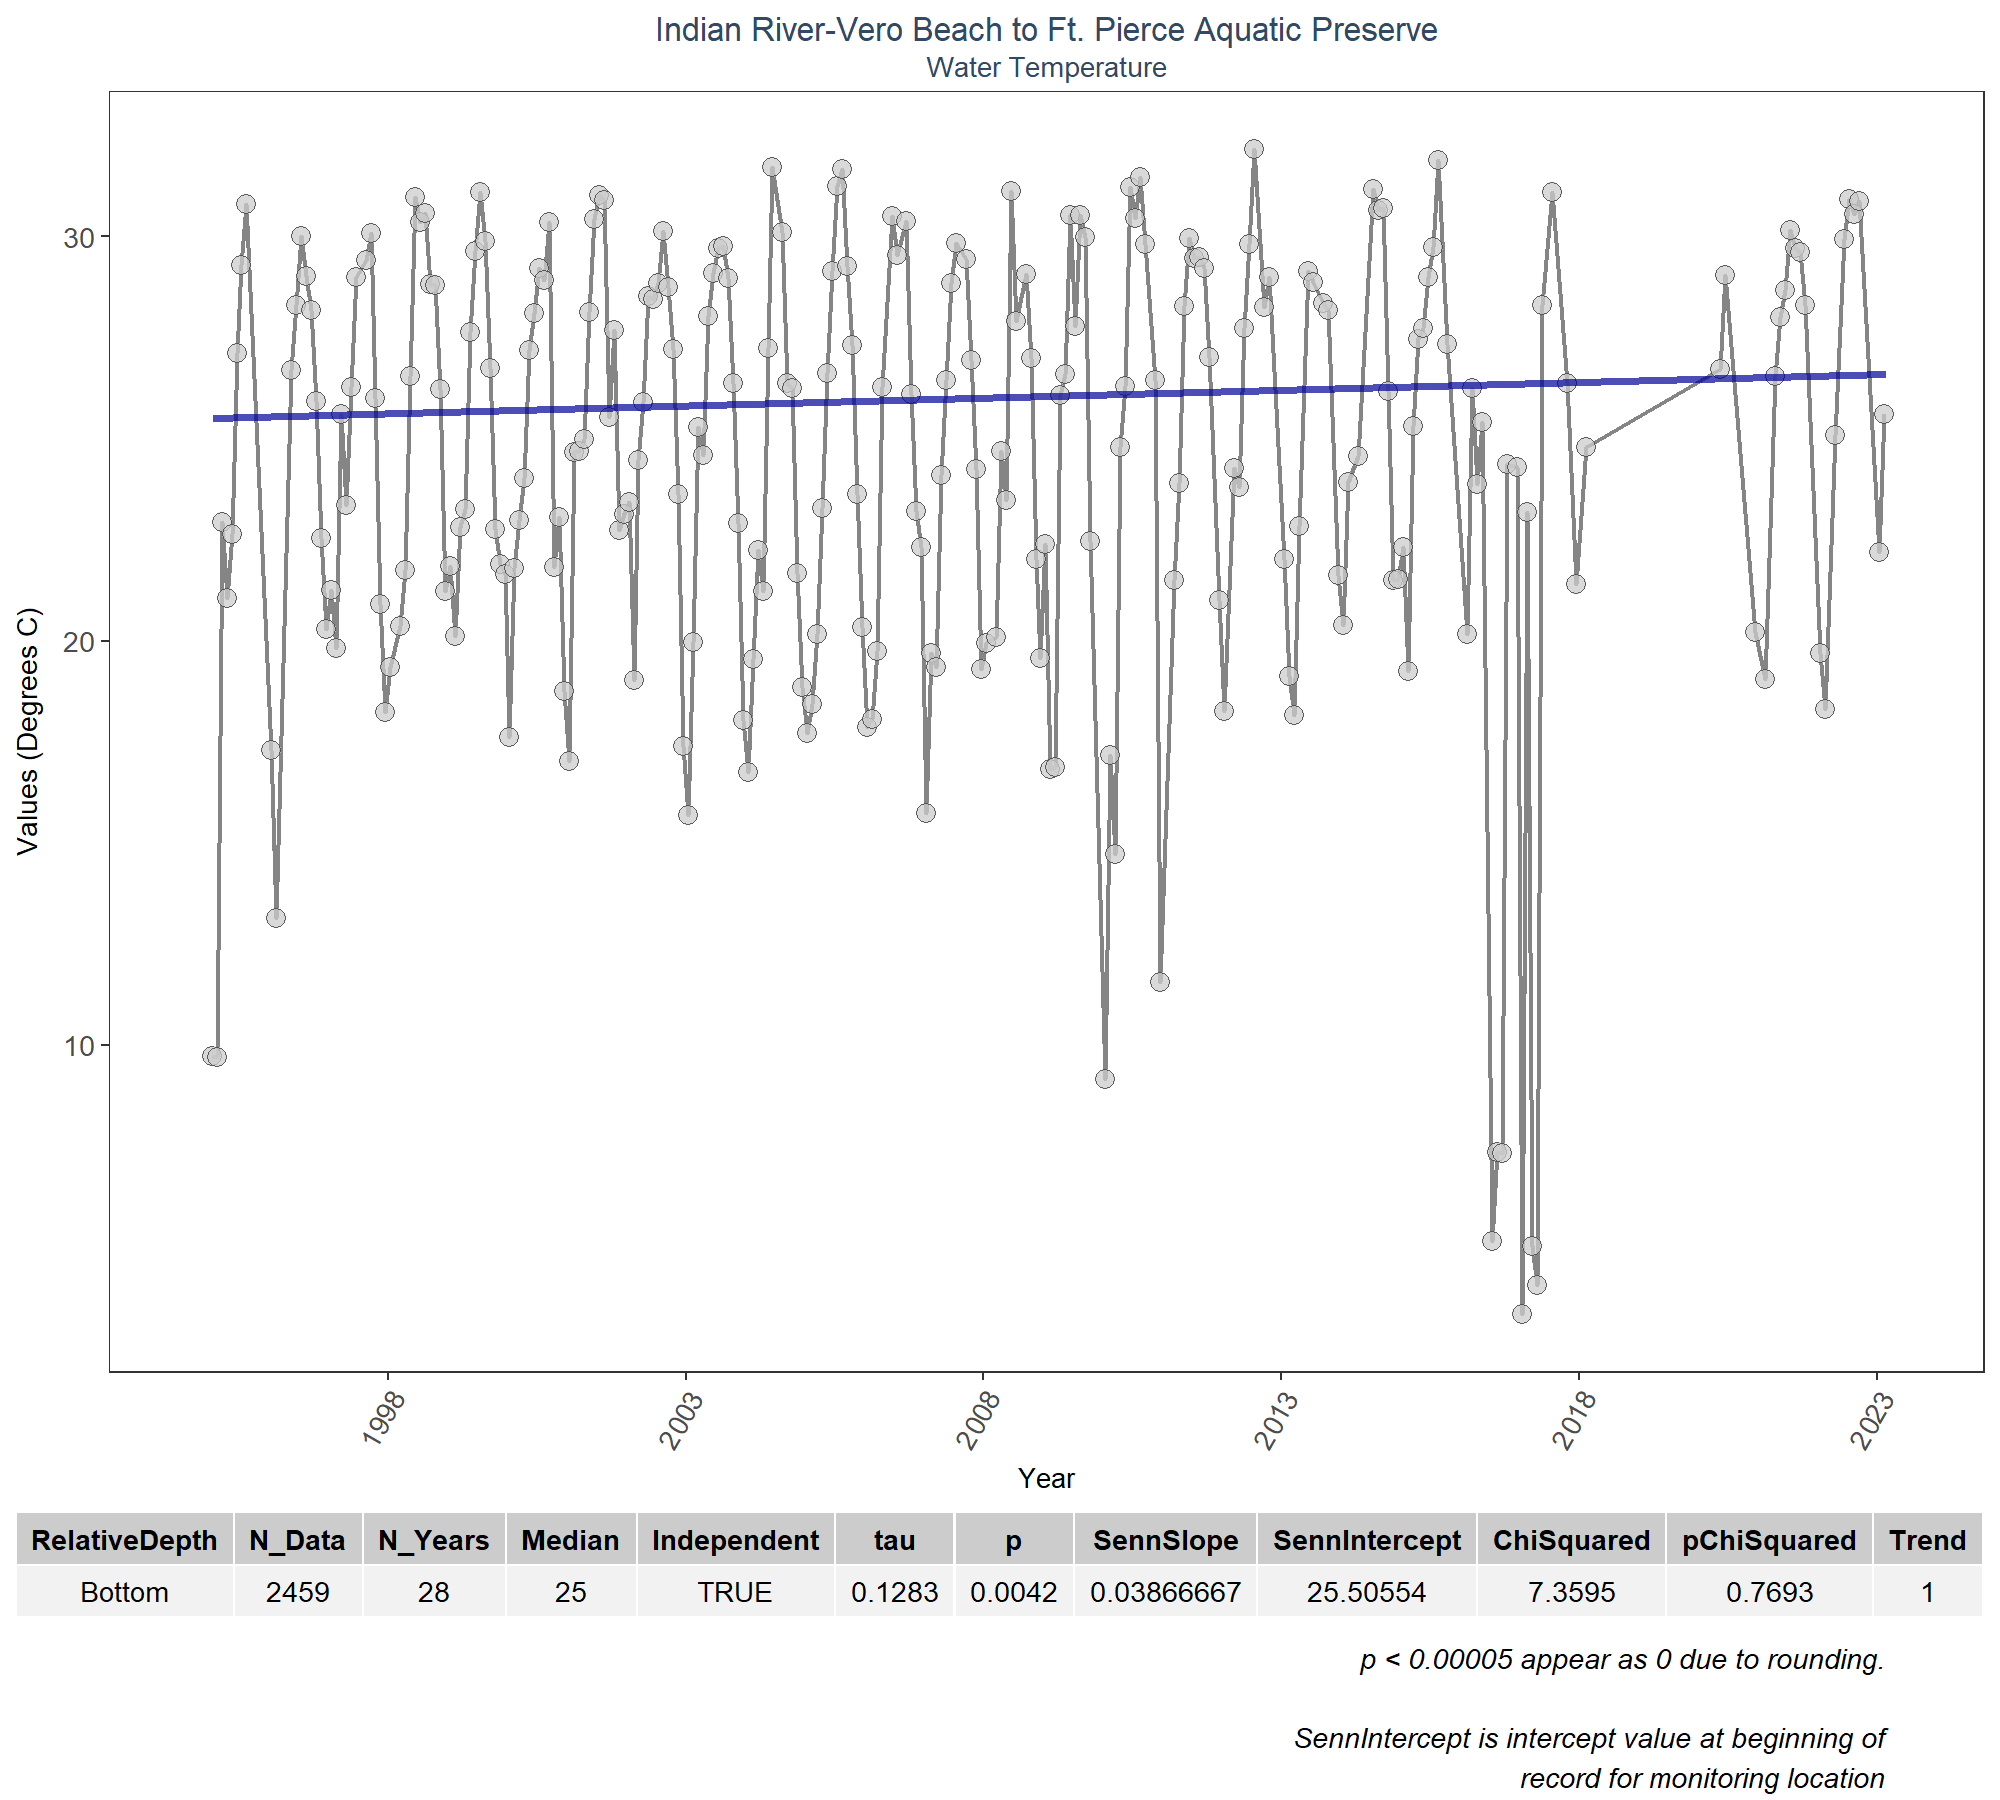 Indian River-Vero Beach to Ft. Pierce Aquatic Preserve
Water Temperature
Values (Degrees C)
30
20
10
1998
2003
2008
2013
2018
2023
Year
RelativeDepth N_Data N_Years Median Independent tau p SennSlope SennIntercept ChiSquared pChiSquared Trend
Bottom 2459 28 25 TRUE 0.1283 0.0042 0.03866667 25.50554 7.3595 0.7693 1
p < 0.00005 appear as 0 due to rounding.
SennIntercept is intercept value at beginning of
record for monitoring location